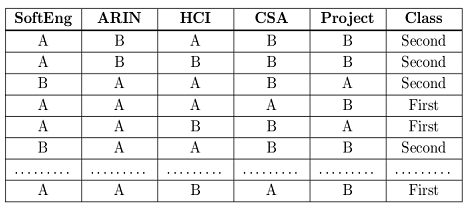 SoftEng ARIN HCI CSA Project Class
A B A B B Second
A B B B B Second
B A A B A Second
A A A A B First
A A B B A First
B A A B B Second
......... ......... ......... ......... ......... .........
A A B A B First